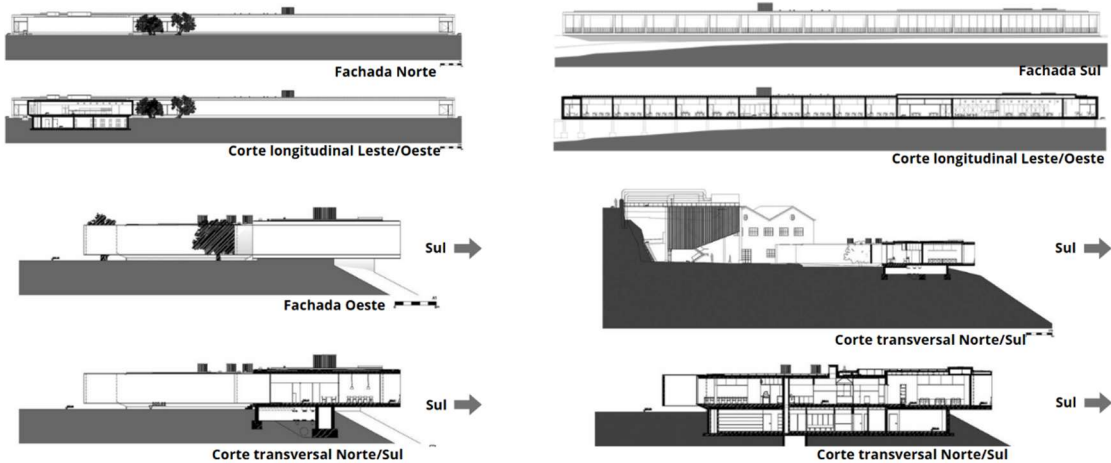 Fachada Norte
Fachada Sul
Corte longitudinal Leste/Oeste
Corte longitudinal Leste/Oeste
Sul
Sul
Fachada Oeste
Corte transversal Norte/Sul
Sul
Sul
Corte transversal Norte/Sul
Corte transversal Norte/Sul